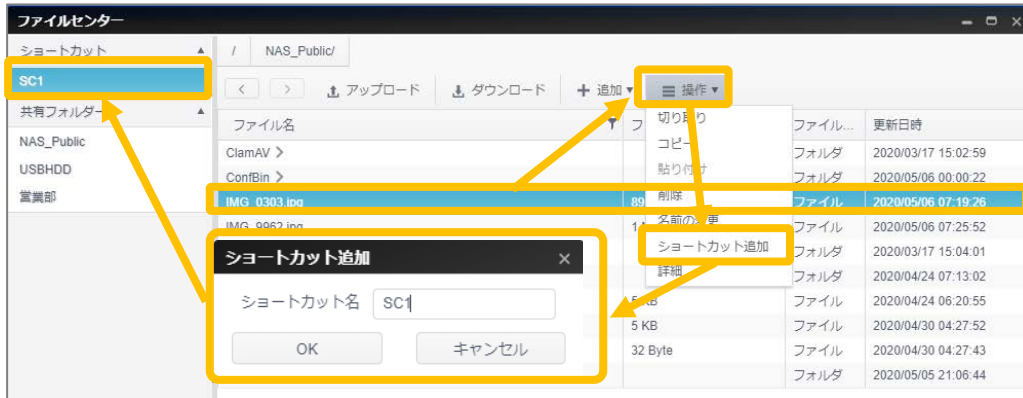 ファイルセンター
ショートカット
SC1
共有フォルダー
NAS_Public
USBHDD
営業部
/ NAS_Public/
< > アップロード ダウンロード + 追加 ▾ 操作 ▾
ファイル名 ファイル... 更新日時
ClamAV > フォルダ 2020/03/17 15:02:59
ConfBin > フォルダ 2020/05/06 00:00:22
IMG_0303.jpg 89 ファイル 2020/05/06 07:19:26
IMG_9962.jpg ファイル 2020/05/06 07:25:52
フォルダ 2020/03/17 15:04:01
フォルダ 2020/04/24 07:13:02
5 KB ファイル 2020/04/24 06:20:55
5 KB ファイル 2020/04/30 04:27:52
32 Byte ファイル 2020/04/30 04:27:43
フォルダ 2020/05/05 21:06:44
切り取り
コピー
貼り付け
削除
名前の変更
ショートカット追加
詳細
ショートカット追加 ×
ショートカット名 SC1
OK キャンセル